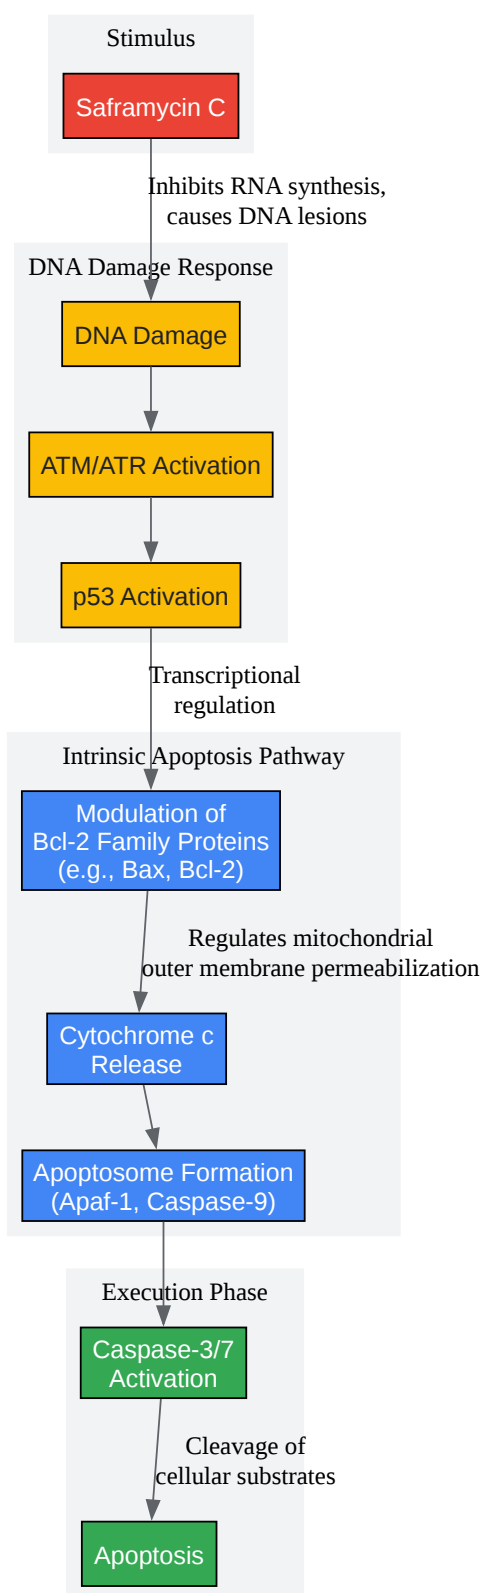 Stimulus
Saframycin C
Inhibits RNA synthesis,
causes DNA lesions
DNA Damage Response
DNA Damage
ATM/ATR Activation
p53 Activation
Transcriptional
regulation
Intrinsic Apoptosis Pathway
Modulation of
Bcl-2 Family Proteins
(e.g., Bax, Bcl-2)
Regulates mitochondrial
outer membrane permeabilization
Cytochrome c
Release
Apoptosome Formation
(Apaf-1, Caspase-9)
Execution Phase
Caspase-3/7
Activation
Cleavage of
cellular substrates
Apoptosis